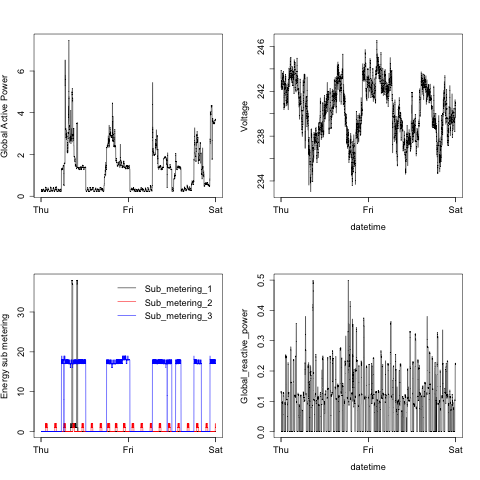 Global Active Power
6
4
2
0
Thu Fri Sat
Voltage
246
242
238
234
Thu Fri Sat
datetime
Energy sub metering
30
20
10
0
Sub_metering_1
Sub_metering_2
Sub_metering_3
Thu Fri Sat
Global_reactive_power
0.5
0.4
0.3
0.2
0.1
0.0
Thu Fri Sat
datetime